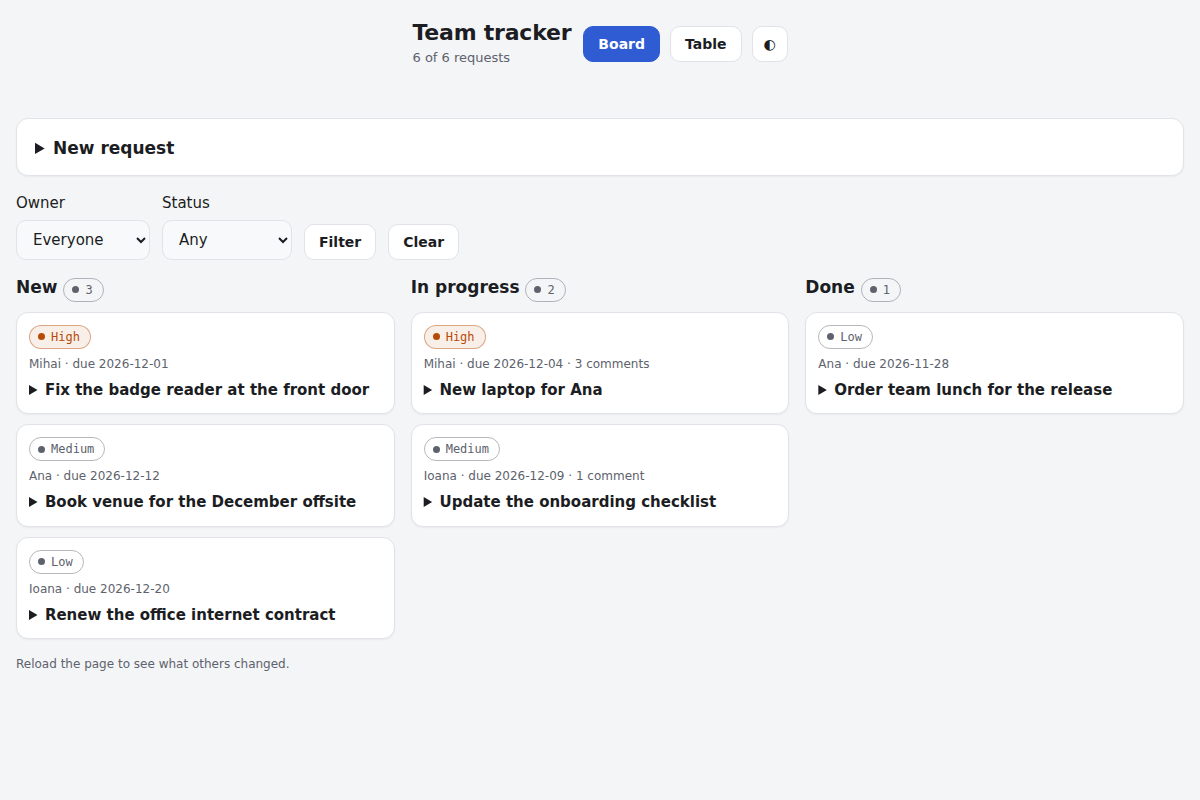 Team tracker
6 of 6 requests
Board
Table
New request
Owner
Status
Everyone
Any
Filter
Clear
New 3
High
Mihai · due 2026-12-01
Fix the badge reader at the front door
Medium
Ana · due 2026-12-12
Book venue for the December offsite
Low
Ioana · due 2026-12-20
Renew the office internet contract
In progress 2
High
Mihai · due 2026-12-04 · 3 comments
New laptop for Ana
Medium
Ioana · due 2026-12-09 · 1 comment
Update the onboarding checklist
Done 1
Low
Ana · due 2026-11-28
Order team lunch for the release
Reload the page to see what others changed.